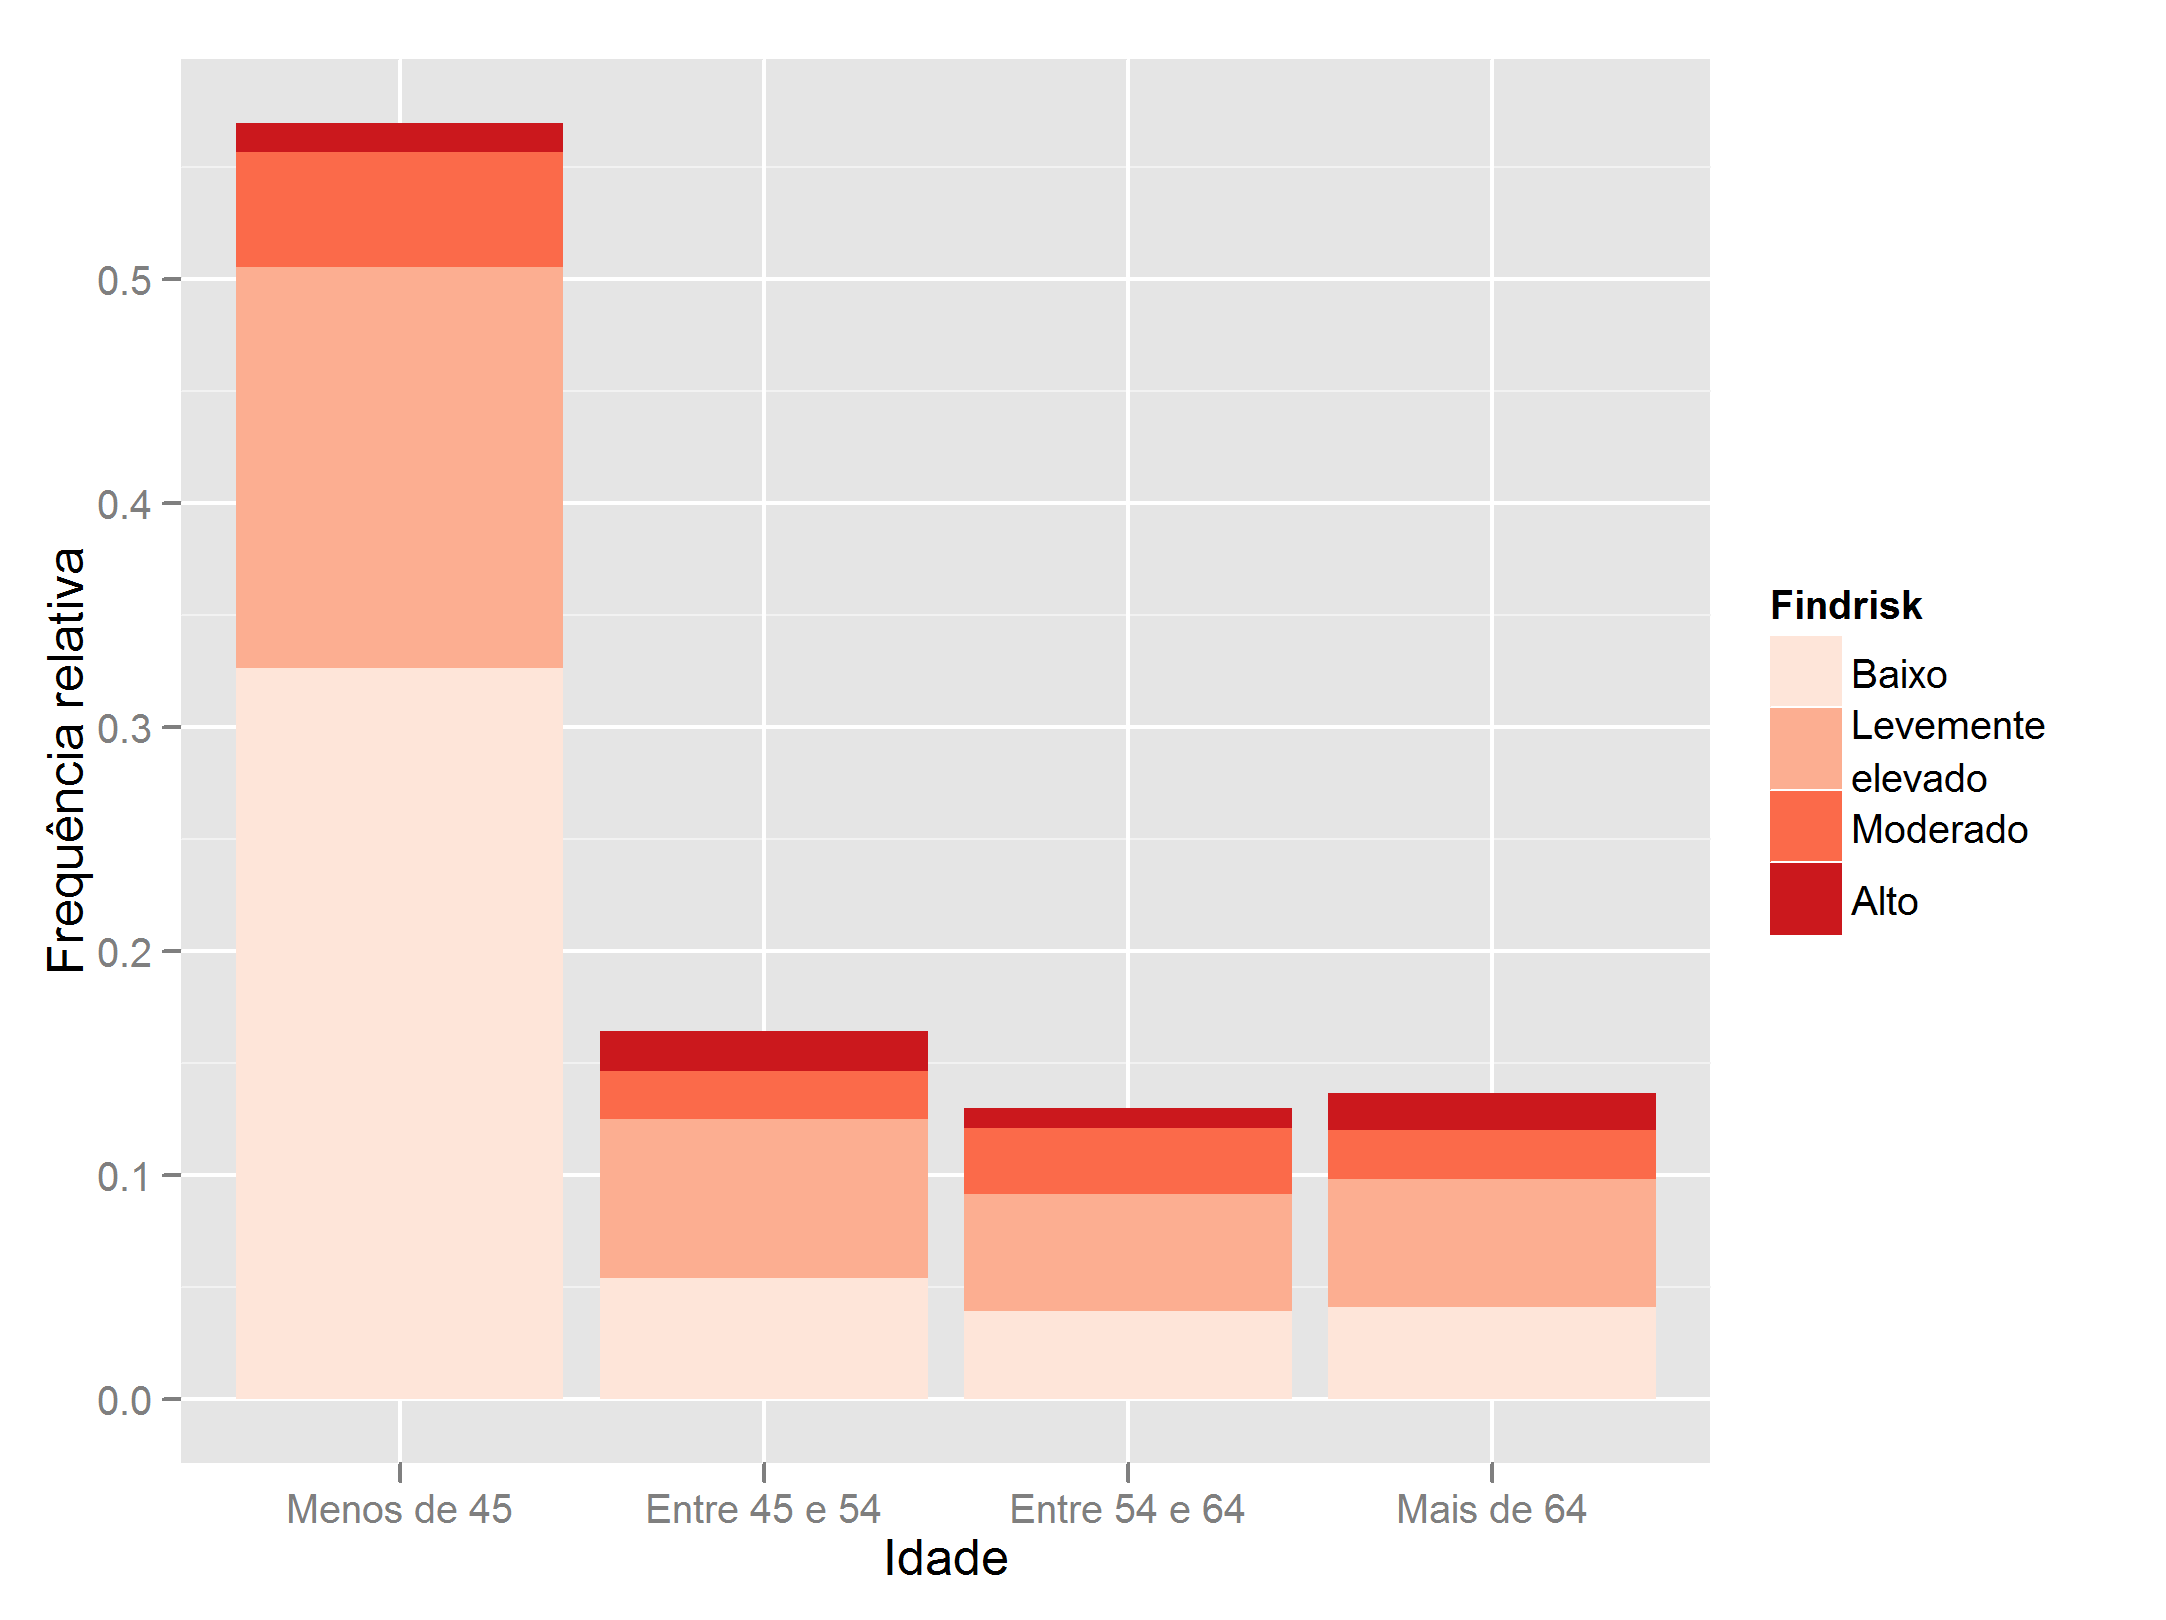 Frequência relativa
0.5
0.4
0.3
0.2
0.1
0.0
Menos de 45
Entre 45 e 54
Entre 54 e 64
Mais de 64
Idade
Findrisk
Baixo
Levemente
elevado
Moderado
Alto